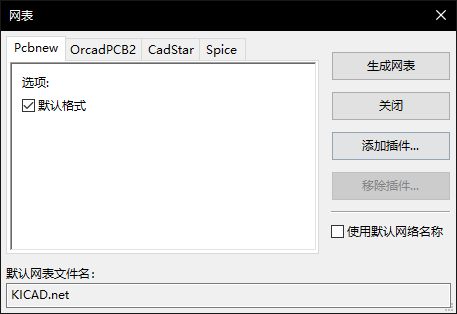 网表
Pcbnew OrcadPCB2 CadStar Spice
选项:
默认格式
生成网表
关闭
添加插件...
移除插件...
使用默认网络名称
默认网表文件名:
KICAD.net